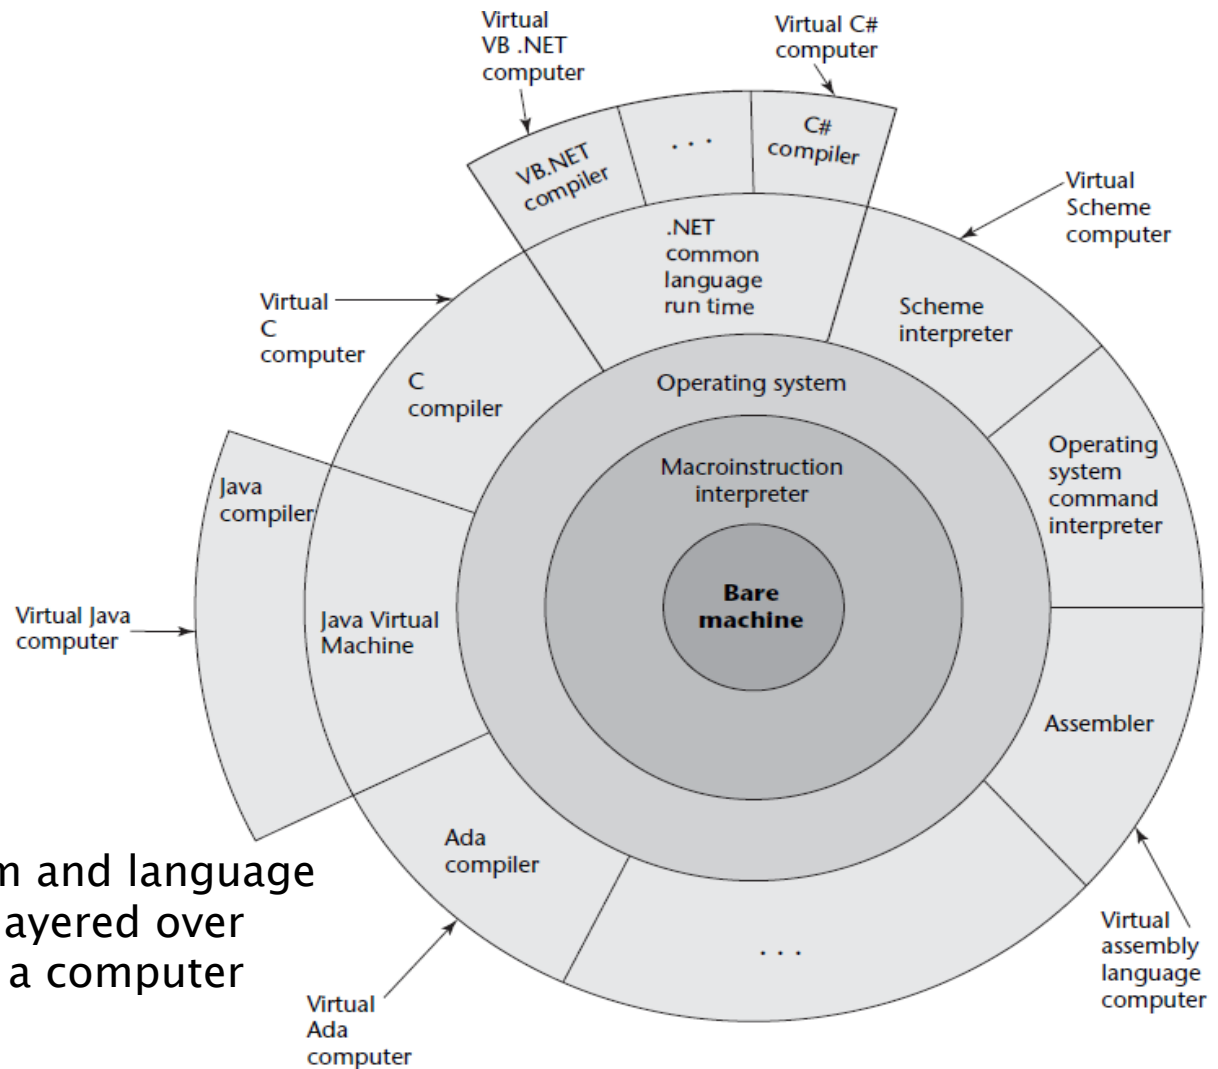 Virtual
VB .NET
computer
Virtual C#
computer
VB.NET
compiler
. . .
C#
compiler
Virtual
Scheme
computer
.NET
common
language
run time
Virtual
C
computer
Scheme
interpreter
C
compiler
Operating system
Operating
system
command
interpreter
Macroinstruction
interpreter
Java
compiler
Bare
machine
Virtual Java
computer
Java Virtual
Machine
Assembler
Ada
compiler
and language
layered over
a computer
. . .
Virtual
assembly
language
computer
Virtual
Ada
computer